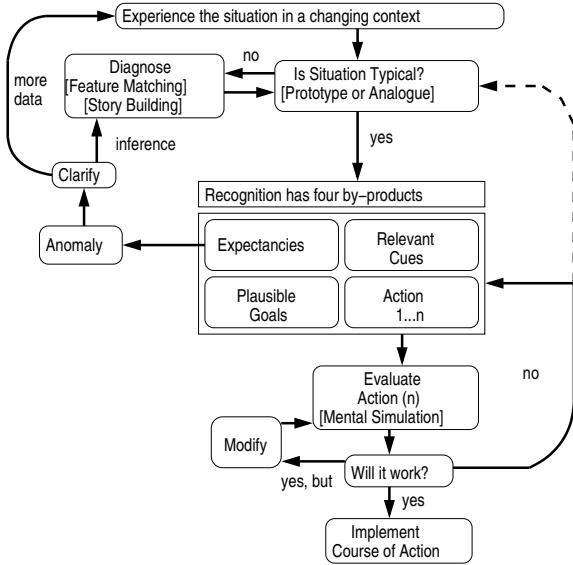 Experience the situation in a changing context
no
more
data
Diagnose
[Feature Matching]
[Story Building]
Is Situation Typical?
[Prototype or Analogue]
inference
yes
Clarify
Recognition has four by−products
Anomaly
Expectancies
Relevant
Cues
Plausible
Goals
Action
1...n
Evaluate
Action (n)
[Mental Simulation]
no
Modify
yes, but
Will it work?
yes
Implement
Course of Action